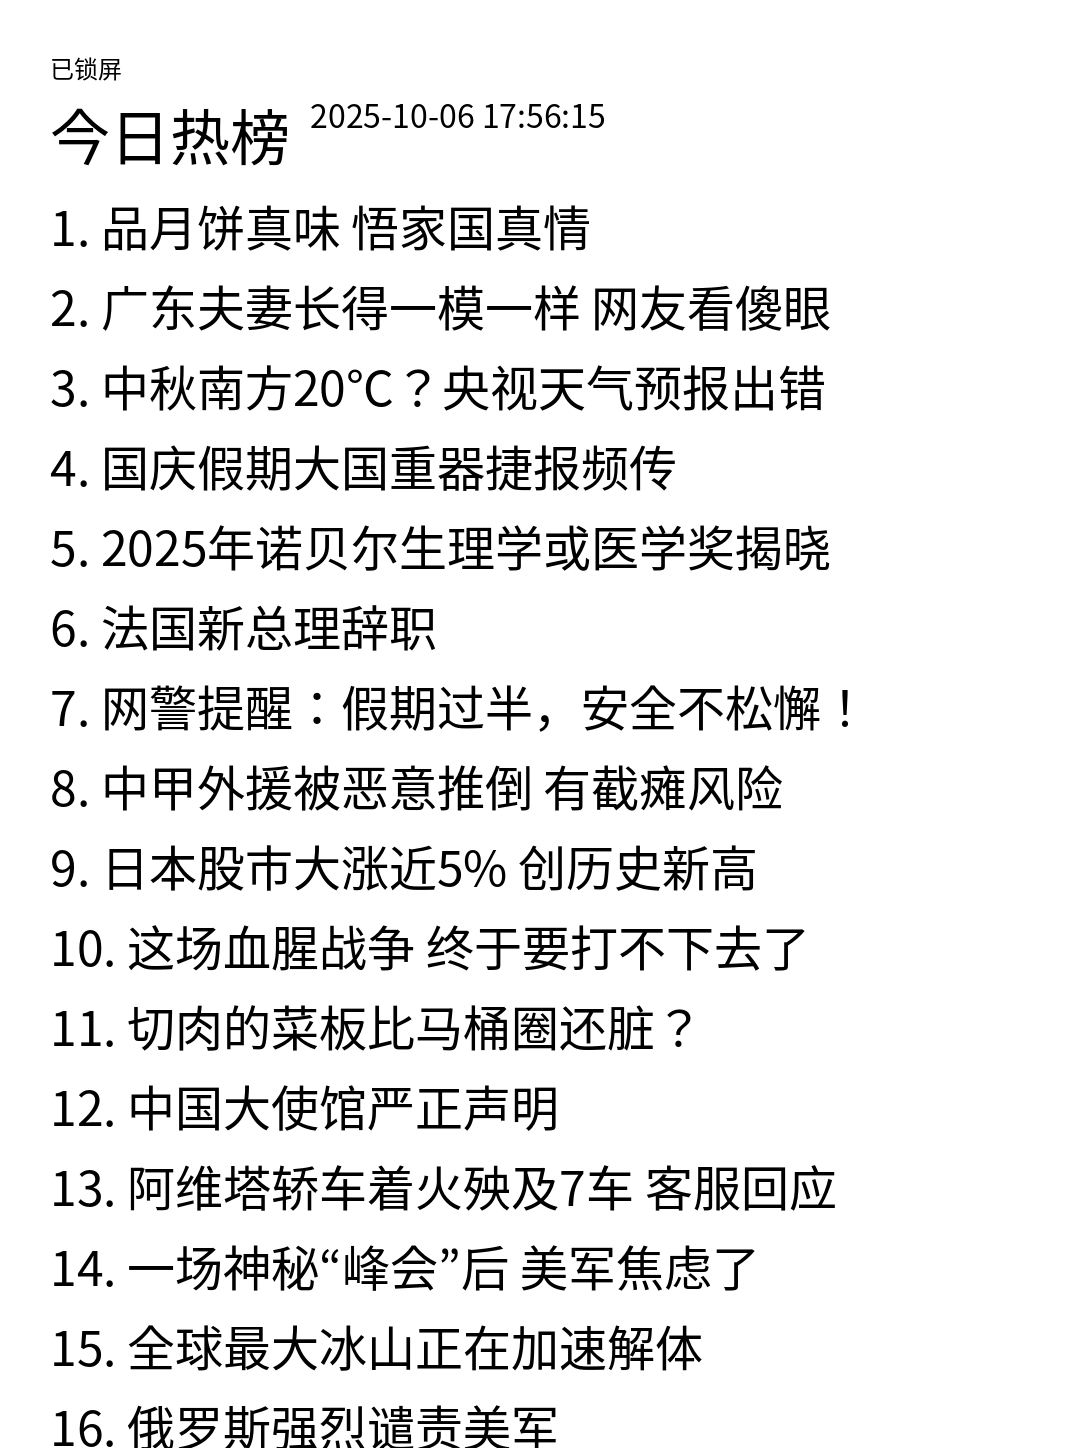 已锁屏
今日热榜 2025-10-06 17:56:15
1. 品月饼真味 悟家国真情
2. 广东夫妻长得一模一样 网友看傻眼
3. 中秋南方20℃？央视天气预报出错
4. 国庆假期大国重器捷报频传
5. 2025年诺贝尔生理学或医学奖揭晓
6. 法国新总理辞职
7. 网警提醒：假期过半，安全不松懈！
8. 中甲外援被恶意推倒 有截瘫风险
9. 日本股市大涨近5% 创历史新高
10. 这场血腥战争 终于要打不下去了
11. 切肉的菜板比马桶圈还脏？
12. 中国大使馆严正声明
13. 阿维塔轿车着火殃及7车 客服回应
14. 一场神秘“峰会”后 美军焦虑了
15. 全球最大冰山正在加速解体
16. 俄罗斯强烈谴责美军